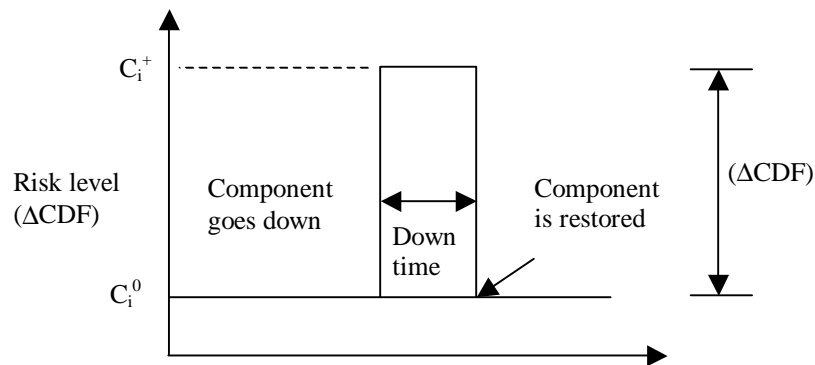 Cᵢ⁺
Risk level
(ΔCDF)
Component
goes down
Down
time
Component
is restored
(ΔCDF)
Cᵢ⁰